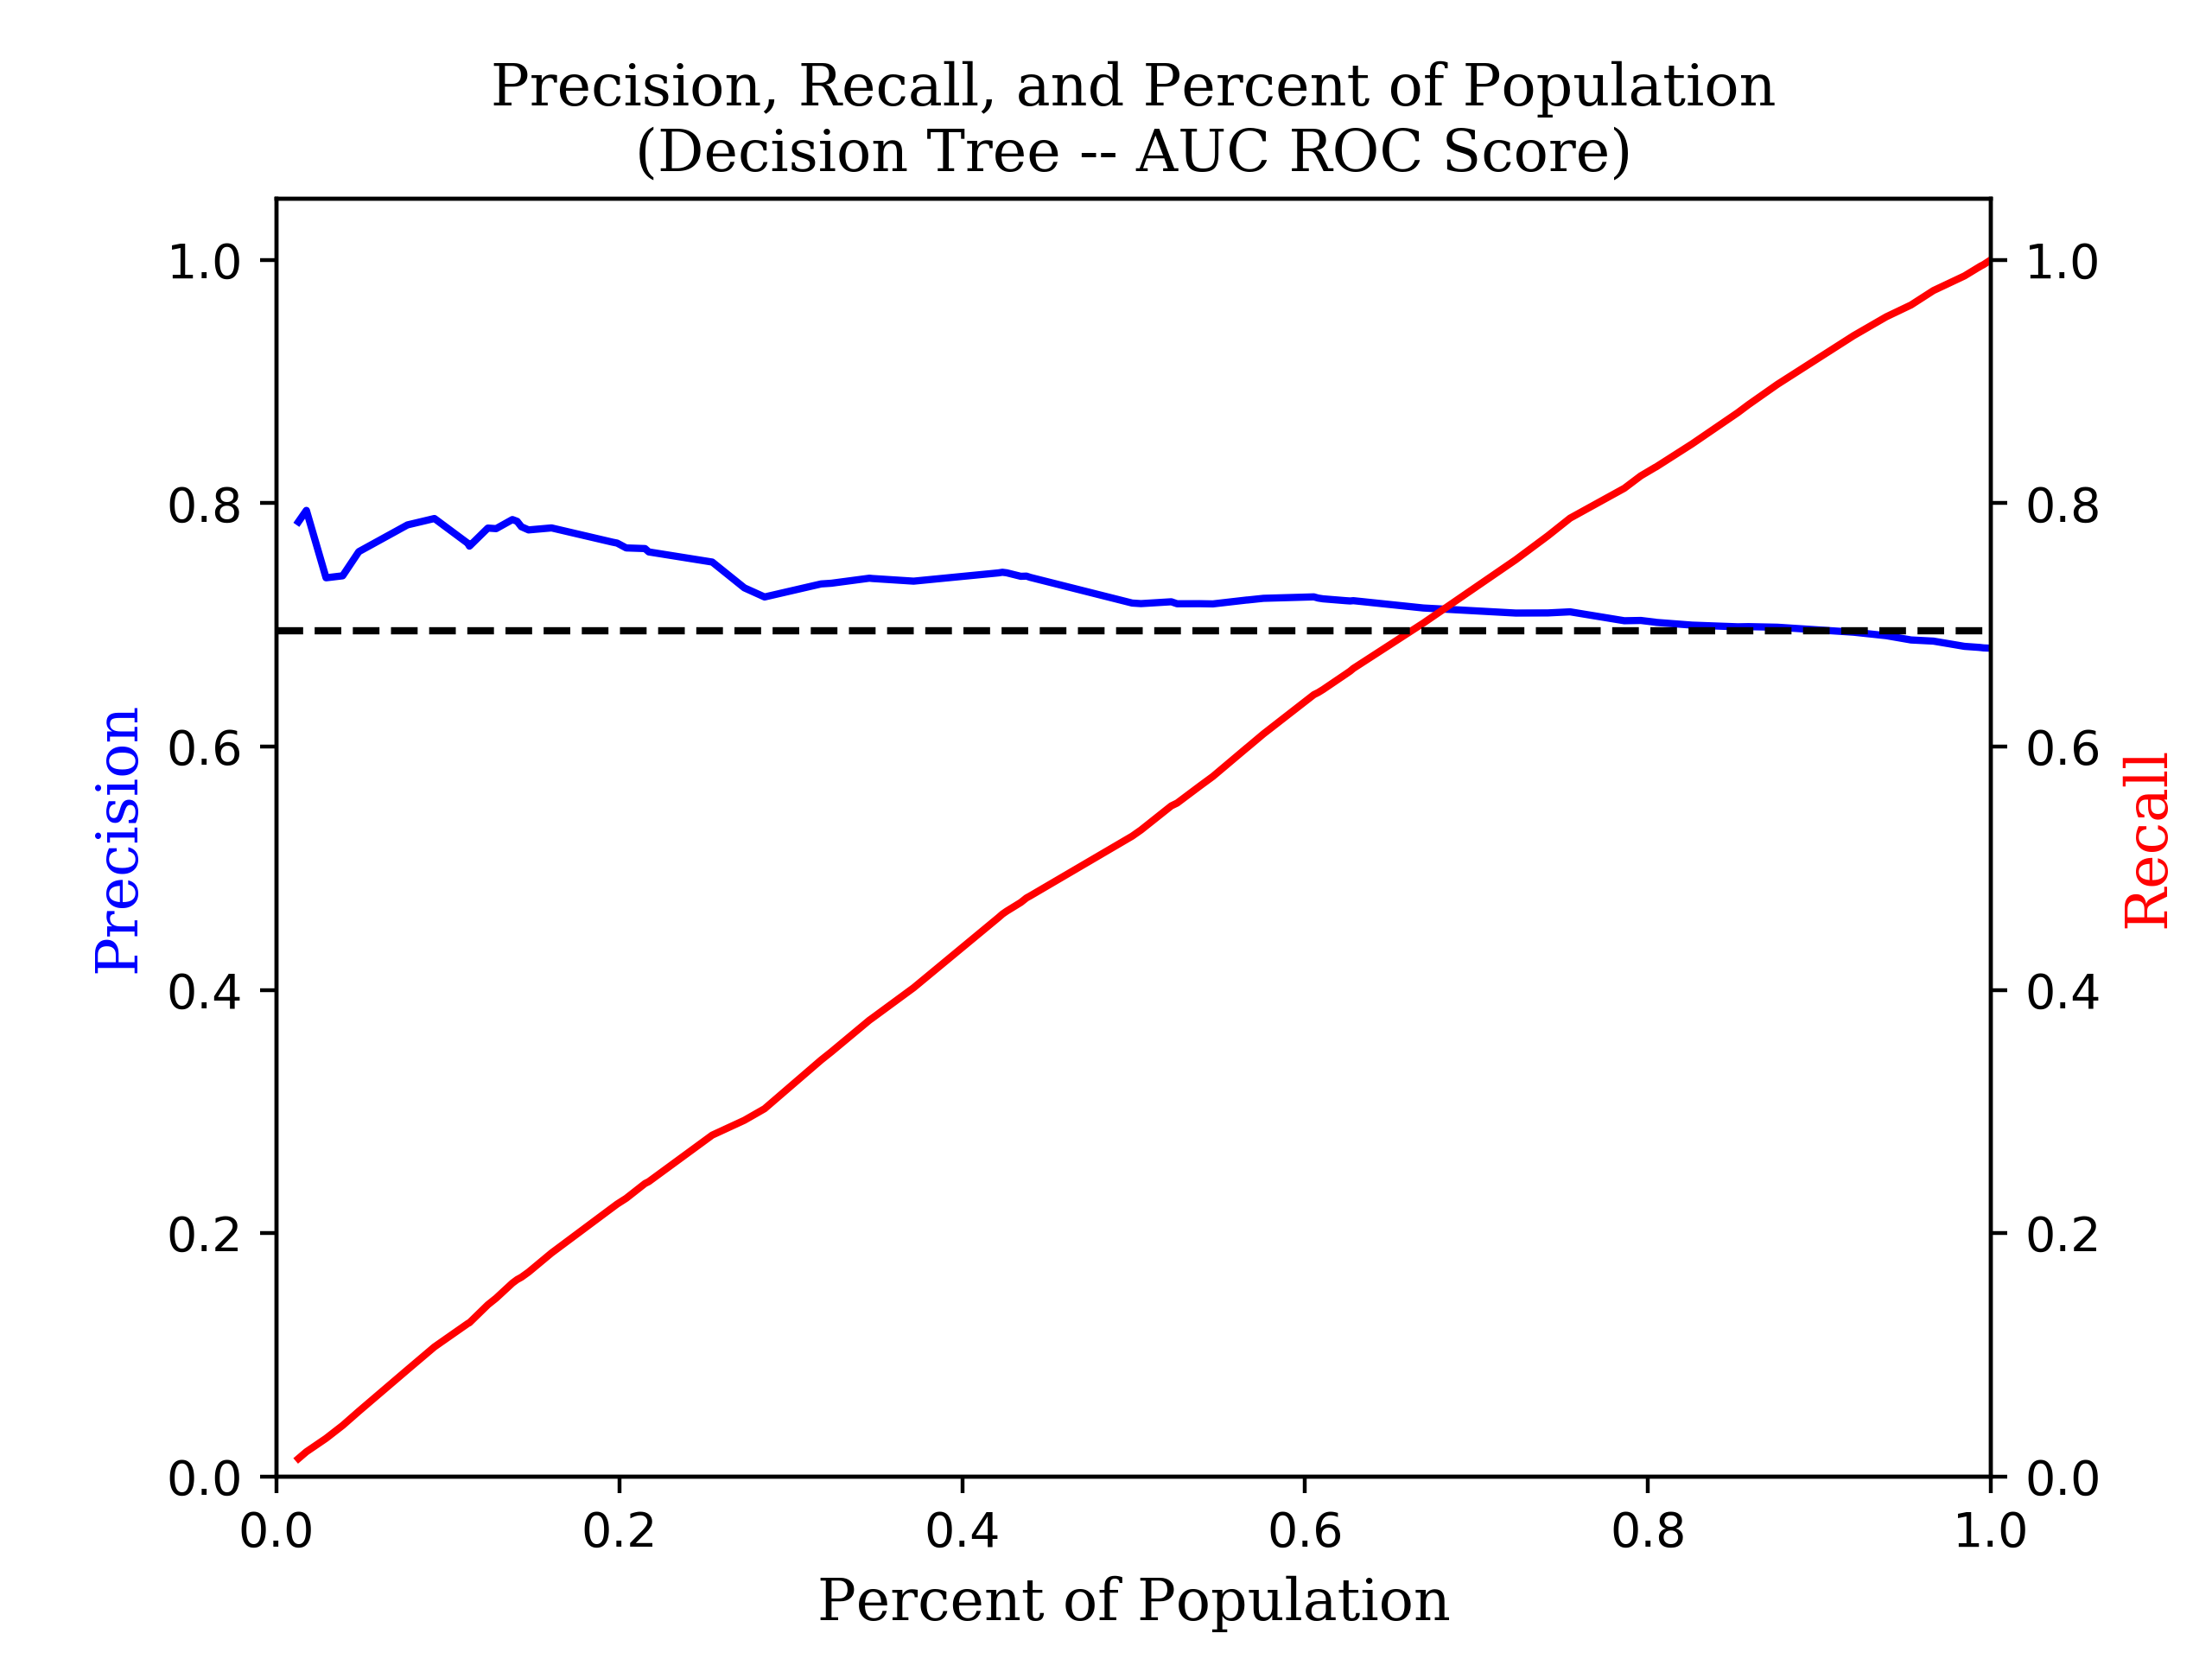 Precision, Recall, and Percent of Population
(Decision Tree -- AUC ROC Score)
1.0
0.8
0.6
0.4
0.2
0.0
Precision
1.0
0.8
0.6
0.4
0.2
0.0
Recall
0.0 0.2 0.4 0.6 0.8 1.0
Percent of Population